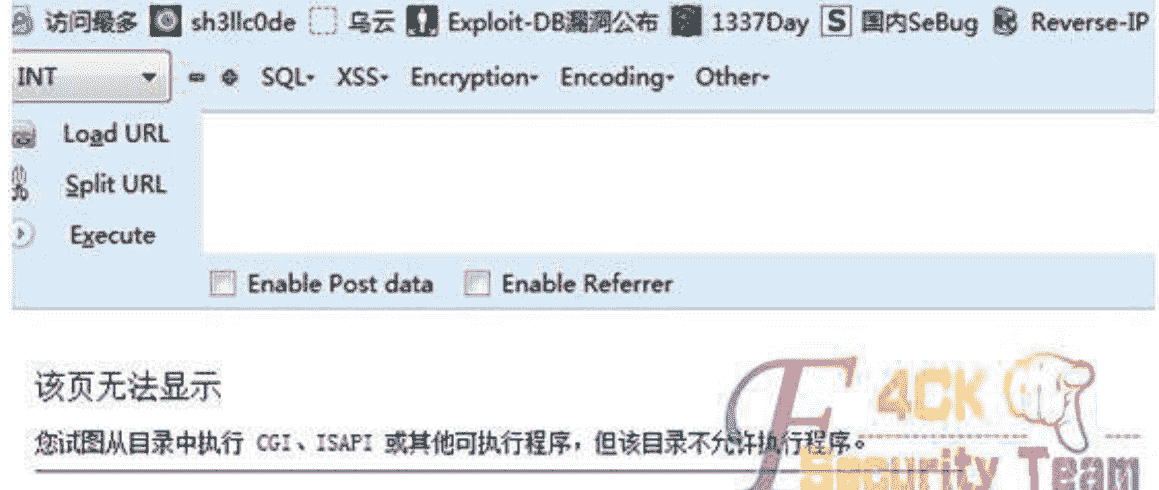 访问最多 sh3llc0de 乌云 Exploit-DB漏洞公布 1337Day 国内SeBug Reverse-IP
INT SQL XSS Encryption Encoding Other
Load URL
Split URL
Execute
Enable Post data Enable Referrer
该页无法显示
4CK
您试图从目录中执行 CGI、ISAPI 或其他可执行程序，但该目录不允许执行程序。
F
Security Team